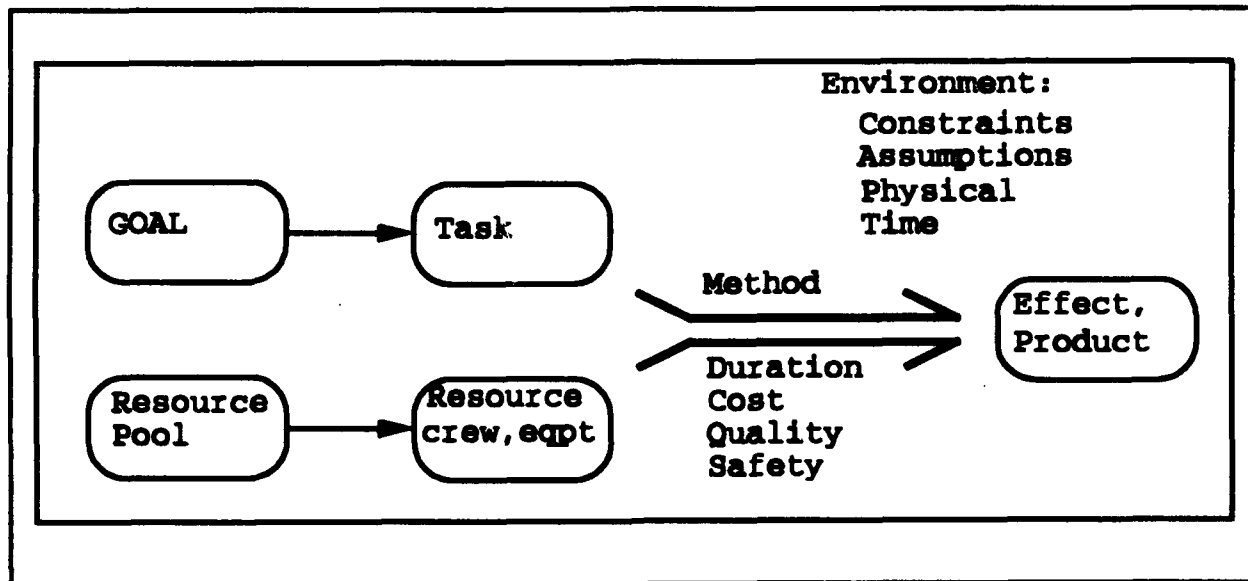 Environment:
Constraints
Assumptions
Physical
Time
GOAL
Task
Method
Effect,
Product
Resource
Pool
Resource
crew,eqpt
Duration
Cost
Quality
Safety